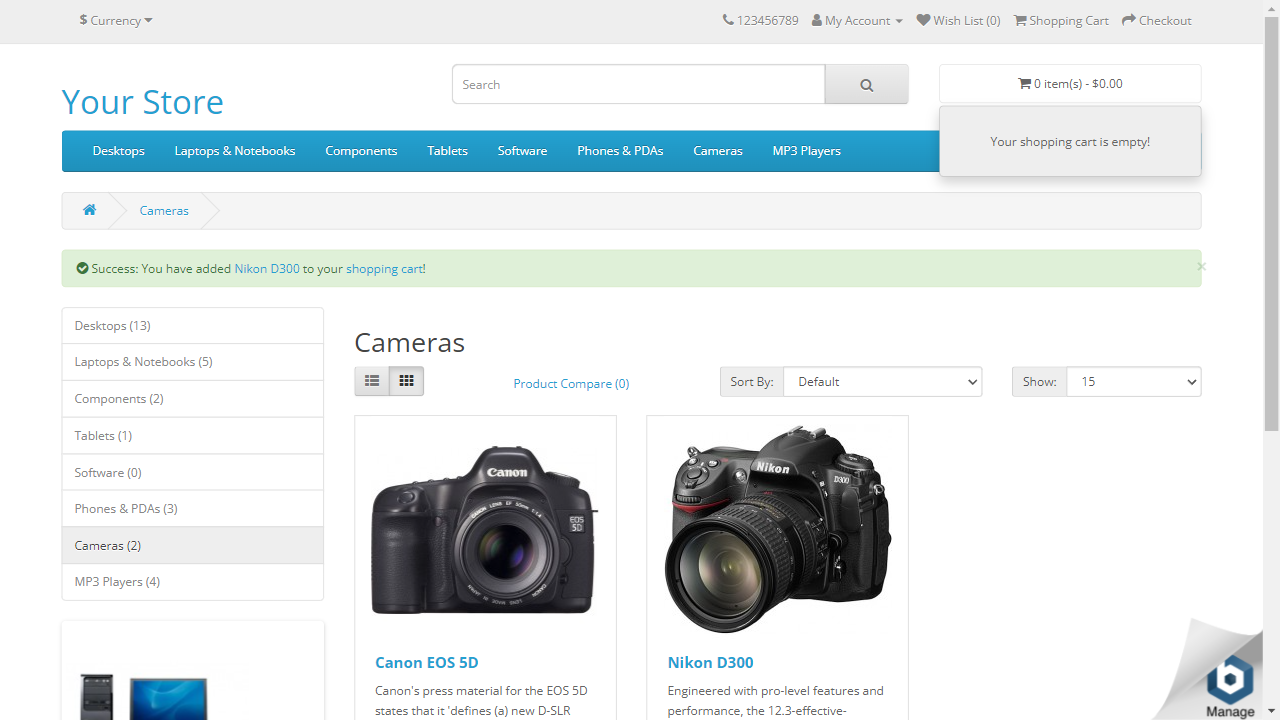 $ Currency
123456789 My Account Wish List (0) Shopping Cart Checkout
Your Store
Search
0 item(s) - $0.00
Your shopping cart is empty!
Desktops Laptops & Notebooks Components Tablets Software Phones & PDAs Cameras MP3 Players
Cameras
Success: You have added Nikon D300 to your shopping cart!
×
Desktops (13)
Laptops & Notebooks (5)
Components (2)
Tablets (1)
Software (0)
Phones & PDAs (3)
Cameras (2)
MP3 Players (4)
Cameras
Product Compare (0)
Sort By: Default
Show: 15
Canon
EOS
5D
Nikon
D300
Canon EOS 5D
Canon's press material for the EOS 5D
states that it 'defines (a) new D-SLR
Nikon D300
Engineered with pro-level features and
performance, the 12.3-effective-
Manage